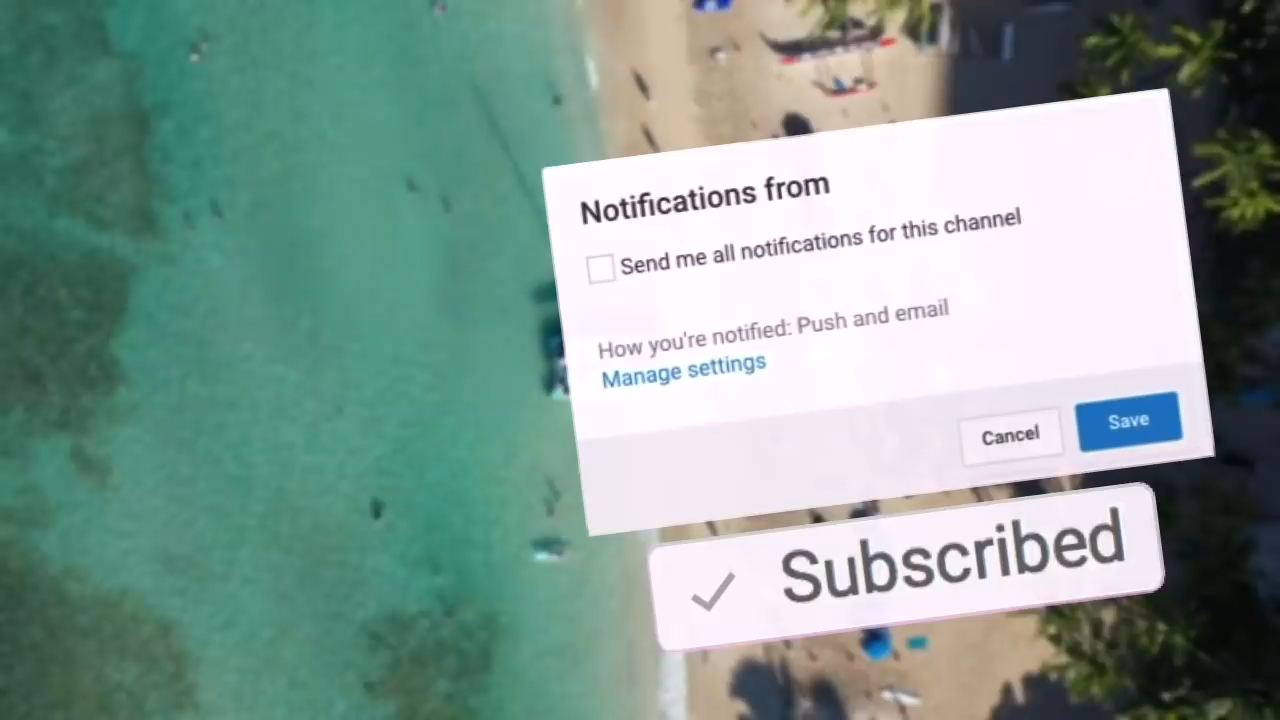 Notifications from
Send me all notifications for this channel
How you're notified: Push and email
Manage settings
Cancel
Save
Subscribed